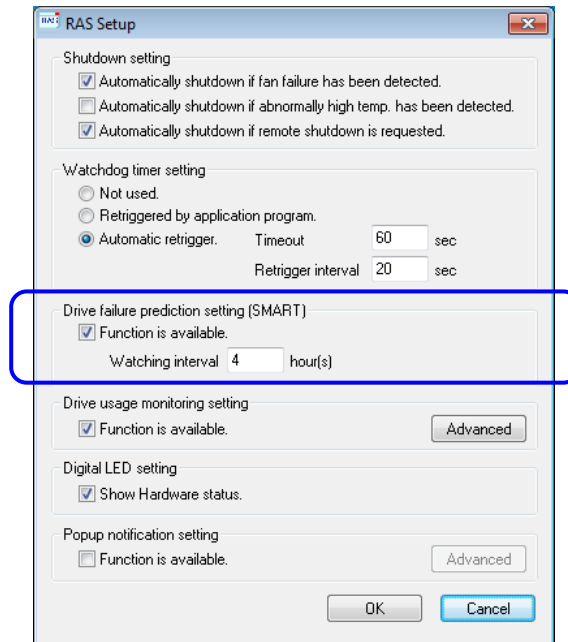 RAS Setup
Shutdown setting
Automatically shutdown if fan failure has been detected.
Automatically shutdown if abnormally high temp. has been detected.
Automatically shutdown if remote shutdown is requested.
Watchdog timer setting
Not used.
Retriggered by application program.
Automatic retrigger. Timeout 60 sec
Retrigger interval 20 sec
Drive failure prediction setting (SMART)
Function is available.
Watching interval 4 hour(s)
Drive usage monitoring setting
Function is available. Advanced
Digital LED setting
Show Hardware status.
Popup notification setting
Function is available. Advanced
OK Cancel